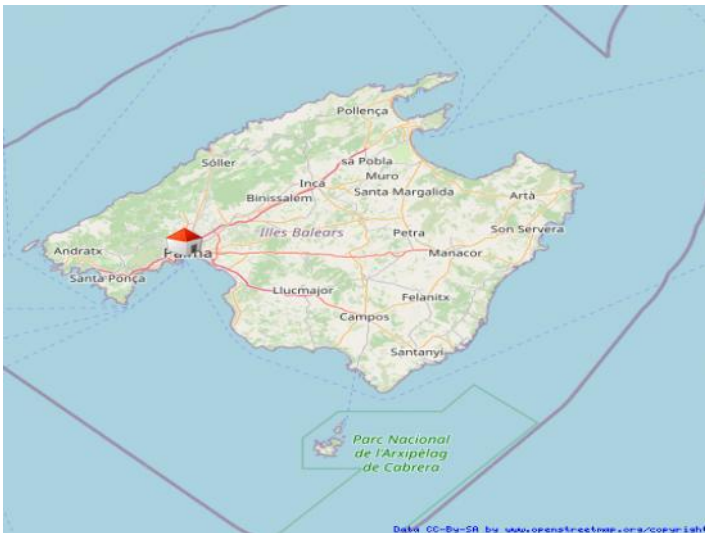 Pollença
sa Pobla
Sóller
Muro
Inca
Santa Margalida
Artà
Binissalem
Son Servera
Illes Balears
Petra
Andratx
Palma
Manacor
Santa Ponça
Llucmajor
Felanitx
Campos
Santanyí
Parc Nacional
de l'Arxipèlag
de Cabrera
Data CC-By-SA by www.openstreetmap.org/copyright